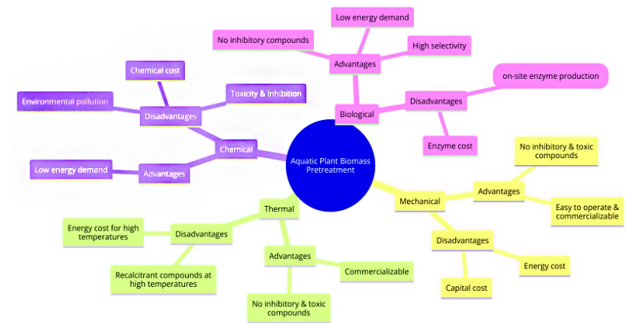 Low energy demand
No inhibitory compounds
High selectivity
Advantages
Chemical cost
on-site enzyme production
Toxicity & Inhibition
Environmental pollution
Disadvantages
Disadvantages
Biological
Enzyme cost
Chemical
No inhibitory & toxic
compounds
Low energy demand
Advantages
Aquatic Plant Biomass
Pretreatment
Advantages
Mechanical
Easy to operate &
commercializable
Thermal
Energy cost for high
temperatures
Disadvantages
Disadvantages
Advantages
Energy cost
Recalcitrant compounds at
high temperatures
Commercializable
Capital cost
No inhibitory & toxic
compounds